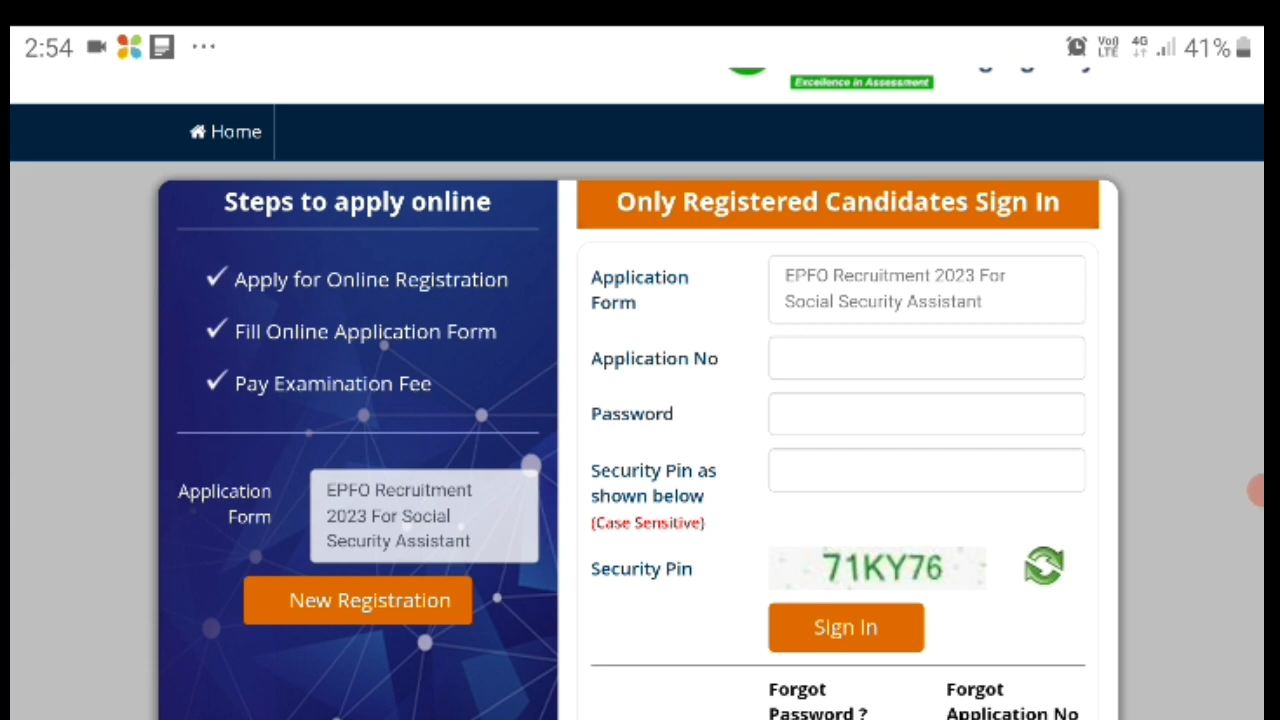 2:54
Vo) 4G 41%
LTE
Excellence in Assessment
Home
Steps to apply online
Apply for Online Registration
Fill Online Application Form
Pay Examination Fee
Application
Form
EPFO Recruitment
2023 For Social
Security Assistant
New Registration
Only Registered Candidates Sign In
Application
Form
EPFO Recruitment 2023 For
Social Security Assistant
Application No
Password
Security Pin as
shown below
(Case Sensitive)
Security Pin
71KY76
Sign In
Forgot
Password ?
Forgot
Application No